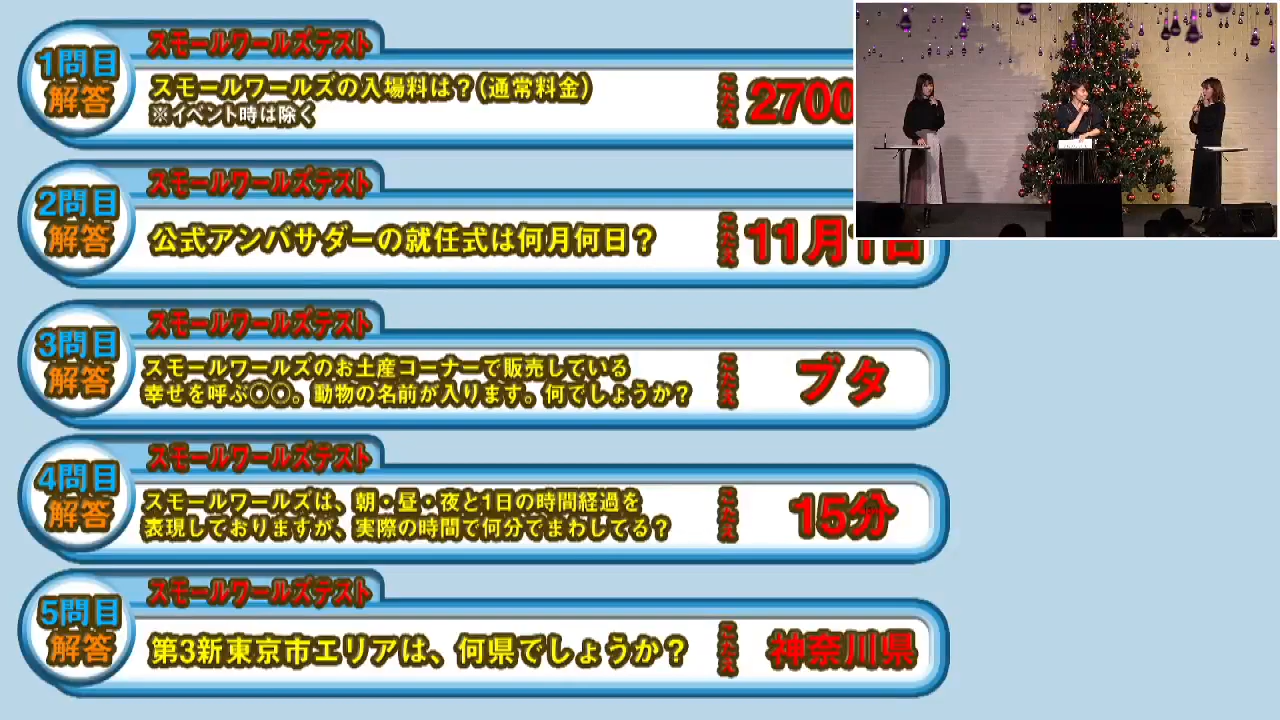 1問目
解答
スモールワールズテスト
スモールワールズの入場料は？(通常料金)
※イベント時は除く
こたえ
2700
2問目
解答
スモールワールズテスト
公式アンバサダーの就任式は何月何日？
こたえ
11月1日
3問目
解答
スモールワールズテスト
スモールワールズのお土産コーナーで販売している
幸せを呼ぶ〇〇。動物の名前が入ります。何でしょうか？
こたえ
ブタ
4問目
解答
スモールワールズテスト
スモールワールズは、朝・昼・夜と1日の時間経過を
表現しておりますが、実際の時間で何分でまわしてる？
こたえ
15分
5問目
解答
スモールワールズテスト
第3新東京市エリアは、何県でしょうか？
こたえ
神奈川県